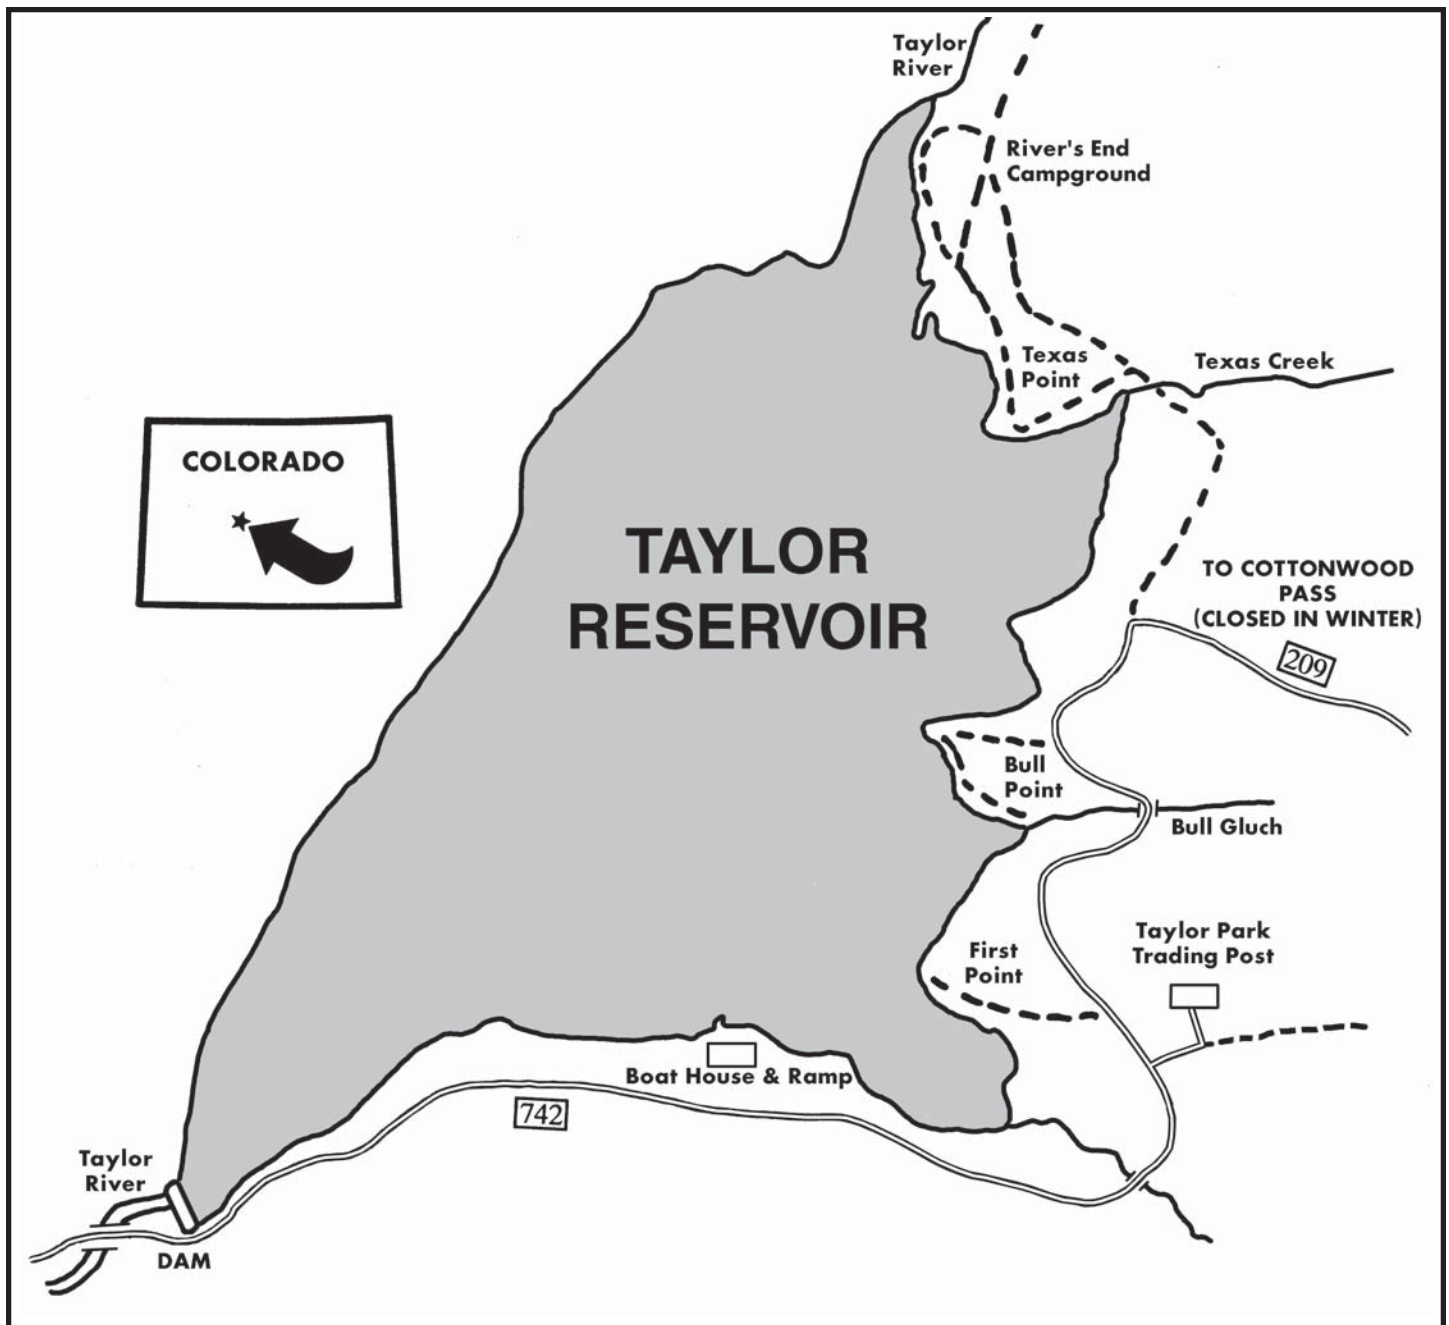 Taylor
River
River's End
Campground
Texas
Point
Texas Creek
COLORADO
TAYLOR
RESERVOIR
TO COTTONWOOD
PASS
(CLOSED IN WINTER)
209
Bull
Point
Bull Gluch
Taylor Park
Trading Post
First
Point
Boat House & Ramp
742
Taylor
River
DAM